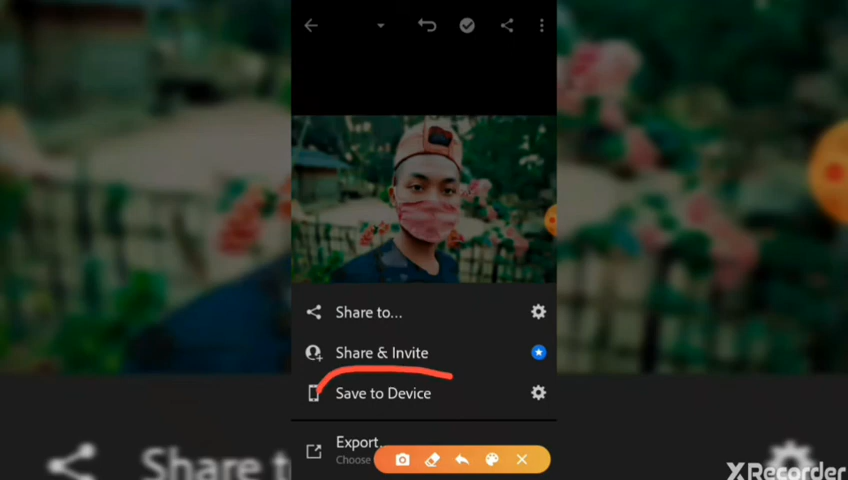 Share to...
Share & Invite
Save to Device
Export...
Choose
Share t
XRecorder